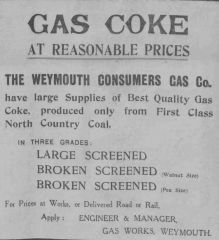 GAS COKE
AT REASONABLE PRICES
THE WEYMOUTH CONSUMERS GAS Co.
have large Supplies of Best Quality Gas
Coke, produced only from First Class
North Country Coal.
IN THREE GRADES:
LARGE SCREENED
BROKEN SCREENED (Walnut Size)
BROKEN SCREENED (Pea Size)
For Prices at Works, or Delivered Road or Rail,
Apply: ENGINEER & MANAGER,
GAS WORKS, WEYMOUTH.